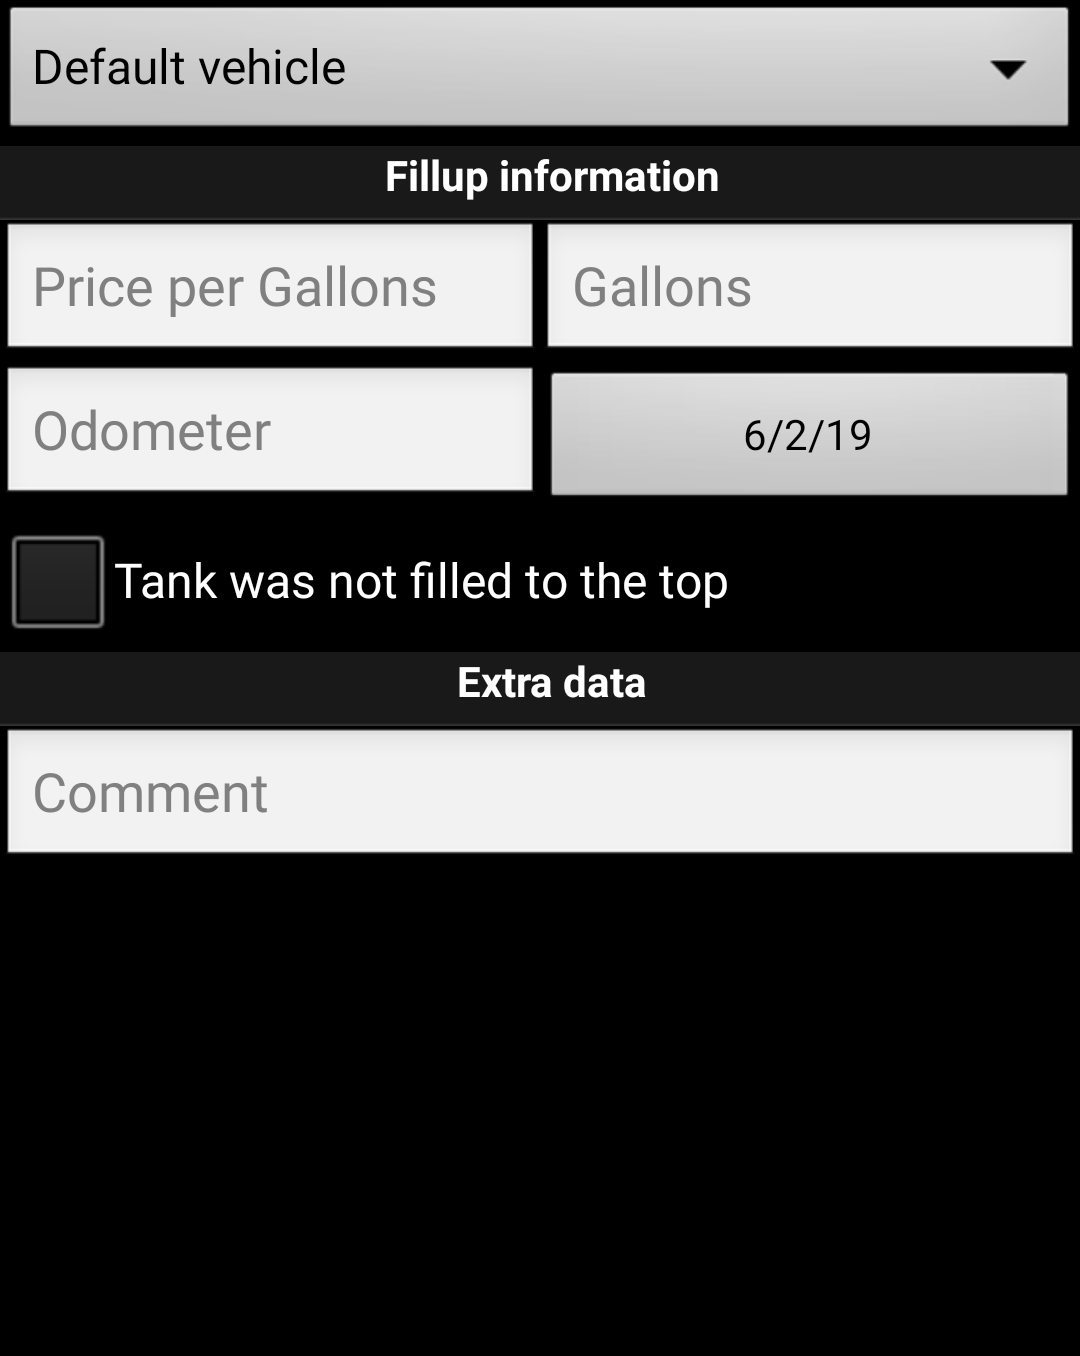 Default vehicle
Fillup information
Price per Gallons
Gallons
Odometer
6/2/19
Tank was not filled to the top
Extra data
Comment